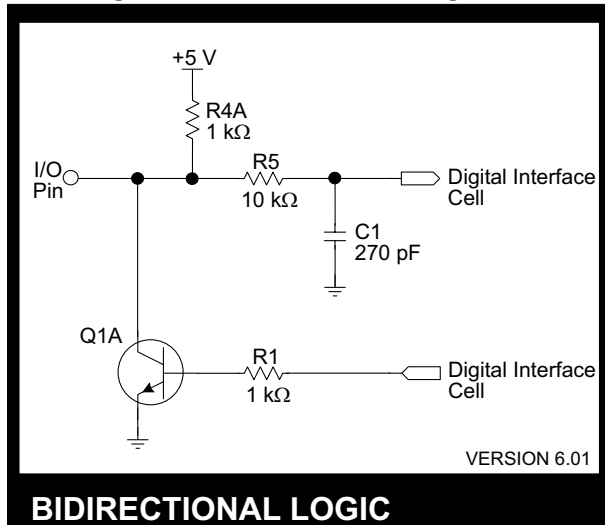 +5 V
R4A
1 kΩ
I/O
Pin
R5
10 kΩ
Digital Interface
Cell
C1
270 pF
Q1A
R1
1 kΩ
Digital Interface
Cell
VERSION 6.01
BIDIRECTIONAL LOGIC